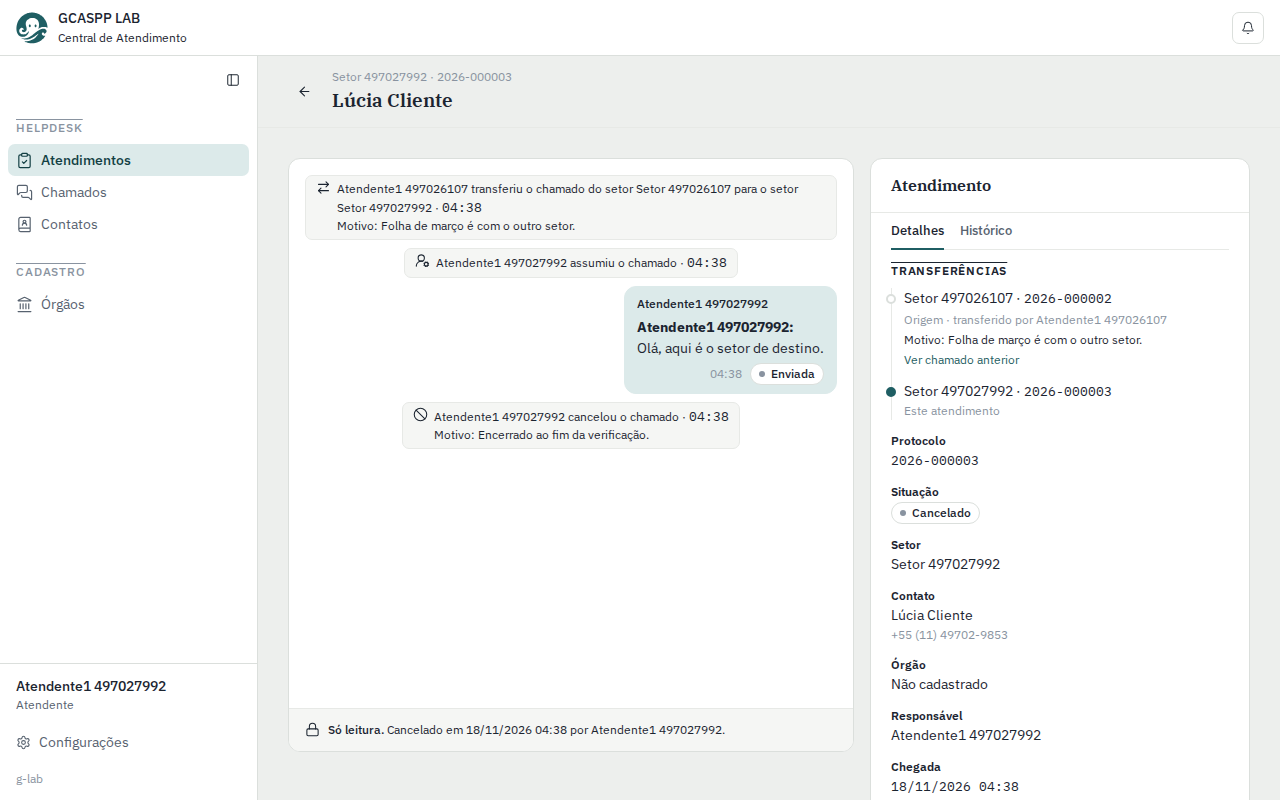 GCASPP LAB
Central de Atendimento
HELPDESK
Atendimentos
Chamados
Contatos
CADASTRO
Órgãos
Atendente1 497027992
Atendente
Configurações
g-lab
Setor 497027992 · 2026-000003
Lúcia Cliente
Atendente1 497026107 transferiu o chamado do setor Setor 497026107 para o setor
Setor 497027992 · 04:38
Motivo: Folha de março é com o outro setor.
Atendente1 497027992 assumiu o chamado · 04:38
Atendente1 497027992
Atendente1 497027992:
Olá, aqui é o setor de destino.
04:38 Enviada
Atendente1 497027992 cancelou o chamado · 04:38
Motivo: Encerrado ao fim da verificação.
Só leitura. Cancelado em 18/11/2026 04:38 por Atendente1 497027992.
Atendimento
Detalhes Histórico
TRANSFERÊNCIAS
Setor 497026107 · 2026-000002
Origem · transferido por Atendente1 497026107
Motivo: Folha de março é com o outro setor.
Ver chamado anterior
Setor 497027992 · 2026-000003
Este atendimento
Protocolo
2026-000003
Situação
Cancelado
Setor
Setor 497027992
Contato
Lúcia Cliente
+55 (11) 49702-9853
Órgão
Não cadastrado
Responsável
Atendente1 497027992
Chegada
18/11/2026 04:38